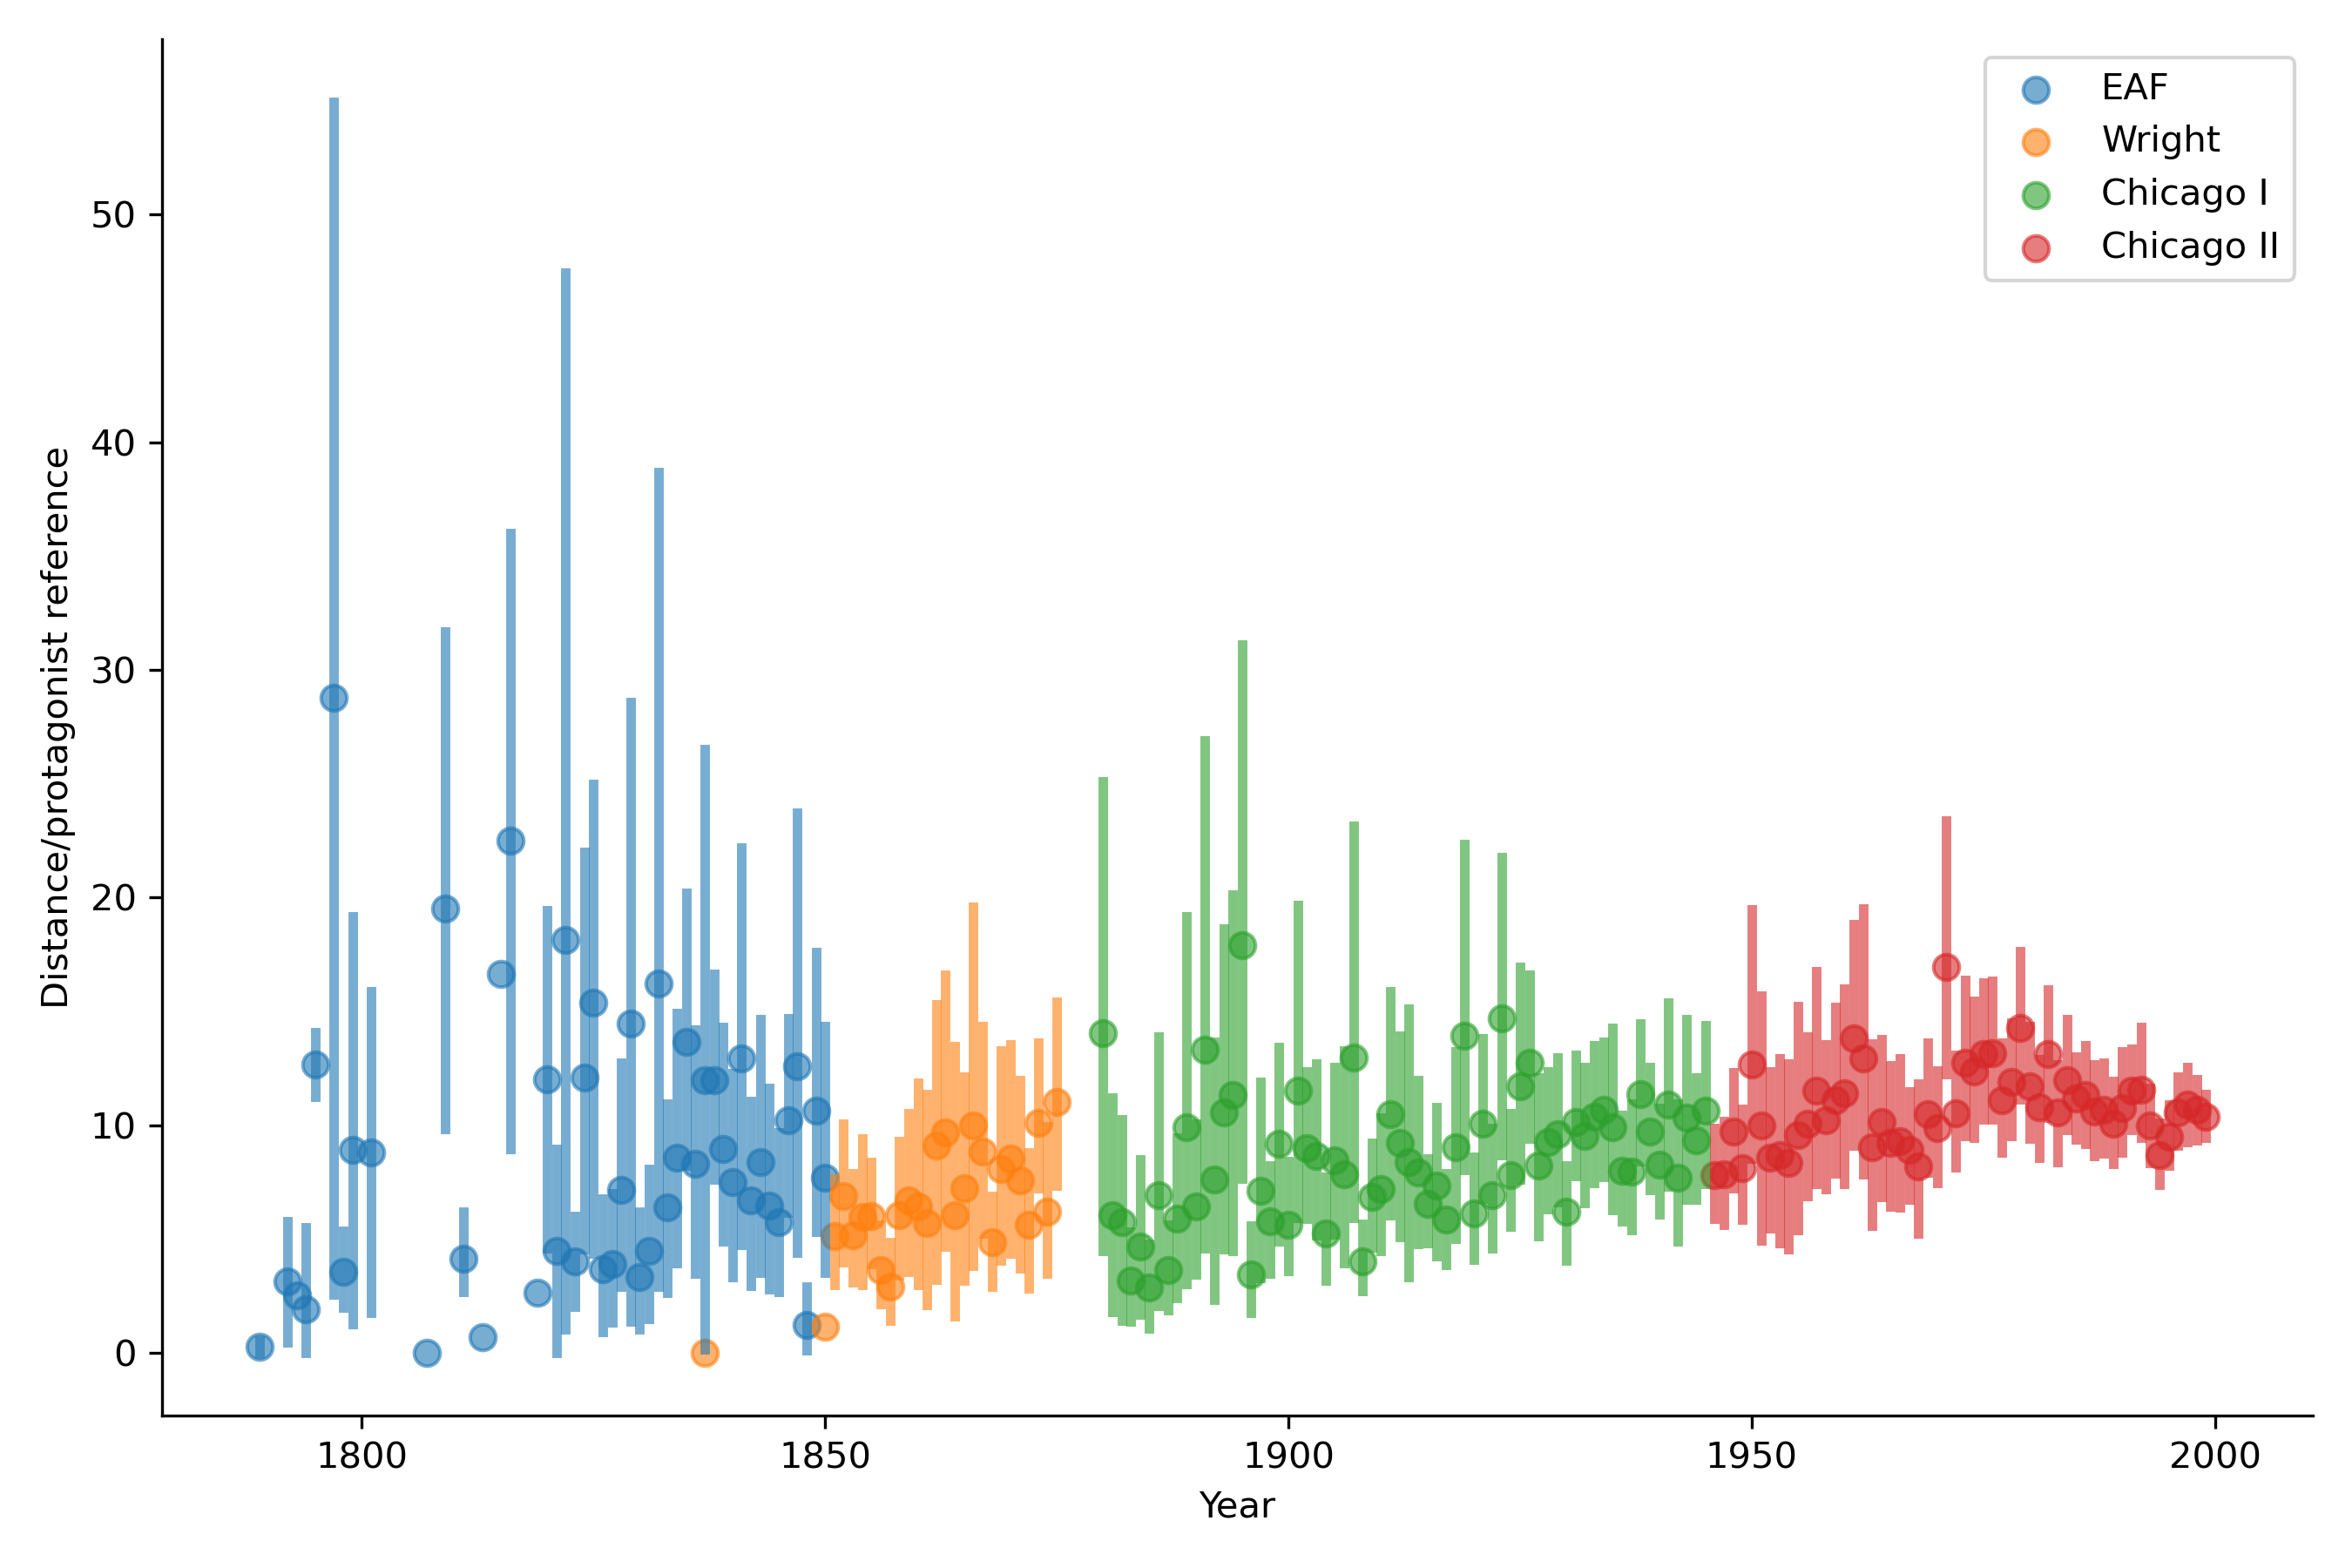 EAF
Wright
Chicago I
Chicago II
50
40
30
20
10
0
Distance/protagonist reference
1800 1850 1900 1950 2000
Year